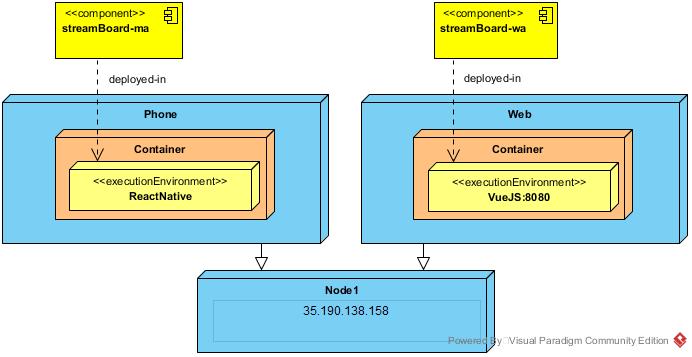 <<component>>
streamBoard-ma
<<component>>
streamBoard-wa
deployed-in
deployed-in
Phone
Web
Container
Container
<<executionEnvironment>>
ReactNative
<<executionEnvironment>>
VueJS:8080
Node1
35.190.138.158
Powered By Visual Paradigm Community Edition